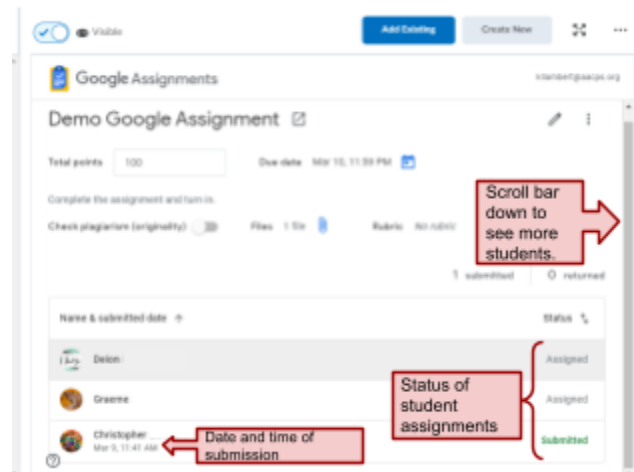 Visible
Add Existing
Create New
Google Assignments
Demo Google Assignment
Total points 100 Due date Mar 10, 11:59 PM
Complete the assignment and turn in.
Check plagiarism (originality) Files 1 file Rubric No rubric
Scroll bar
down to
see more
students.
1 submitted 0 returned
Name & submitted date Status
Deion Assigned
Graeme Assigned
Status of
student
assignments
Christopher Submitted
Mar 9, 11:41 AM
Date and time of
submission